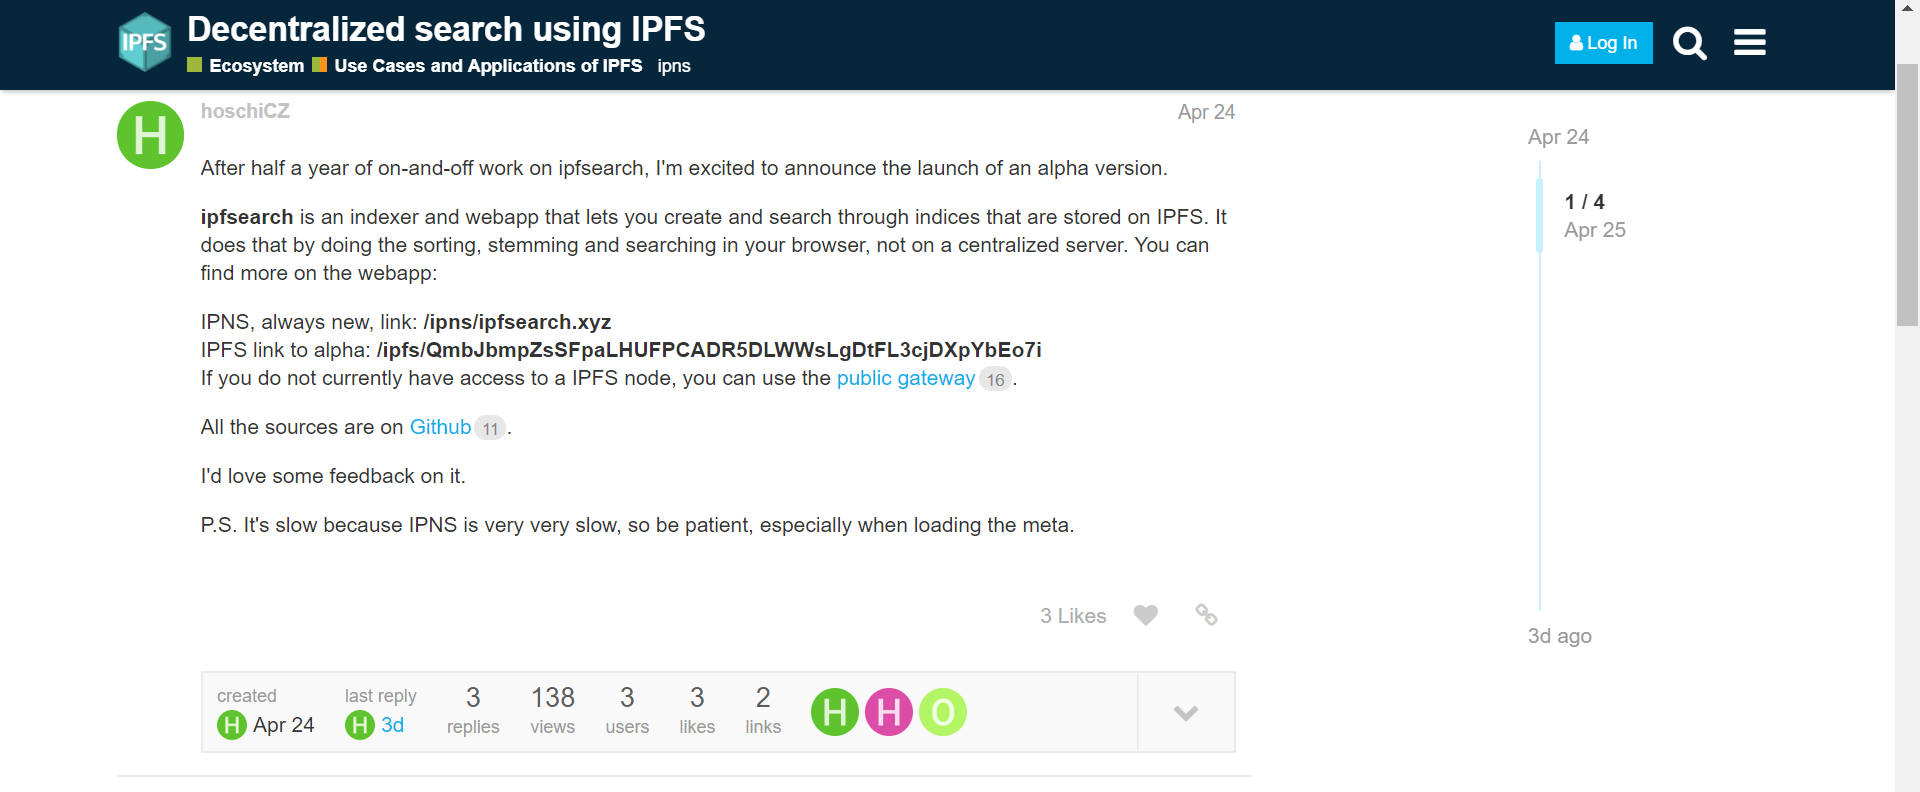 IPFS
Decentralized search using IPFS
Ecosystem Use Cases and Applications of IPFS ipns
Log In
H
hoschiCZ
Apr 24
After half a year of on-and-off work on ipfsearch, I'm excited to announce the launch of an alpha version.
ipfsearch is an indexer and webapp that lets you create and search through indices that are stored on IPFS. It
does that by doing the sorting, stemming and searching in your browser, not on a centralized server. You can
find more on the webapp:
IPNS, always new, link: /ipns/ipfsearch.xyz
IPFS link to alpha: /ipfs/QmbJbmpZsSFpaLHUFPCADR5DLWWsLgDtFL3cjDXpYbEo7i
If you do not currently have access to a IPFS node, you can use the public gateway 16 .
All the sources are on Github 11 .
I'd love some feedback on it.
P.S. It's slow because IPNS is very very slow, so be patient, especially when loading the meta.
3 Likes
created
H Apr 24
last reply
H 3d
3
replies
138
views
3
users
3
likes
2
links
H H O
Apr 24
1 / 4
Apr 25
3d ago